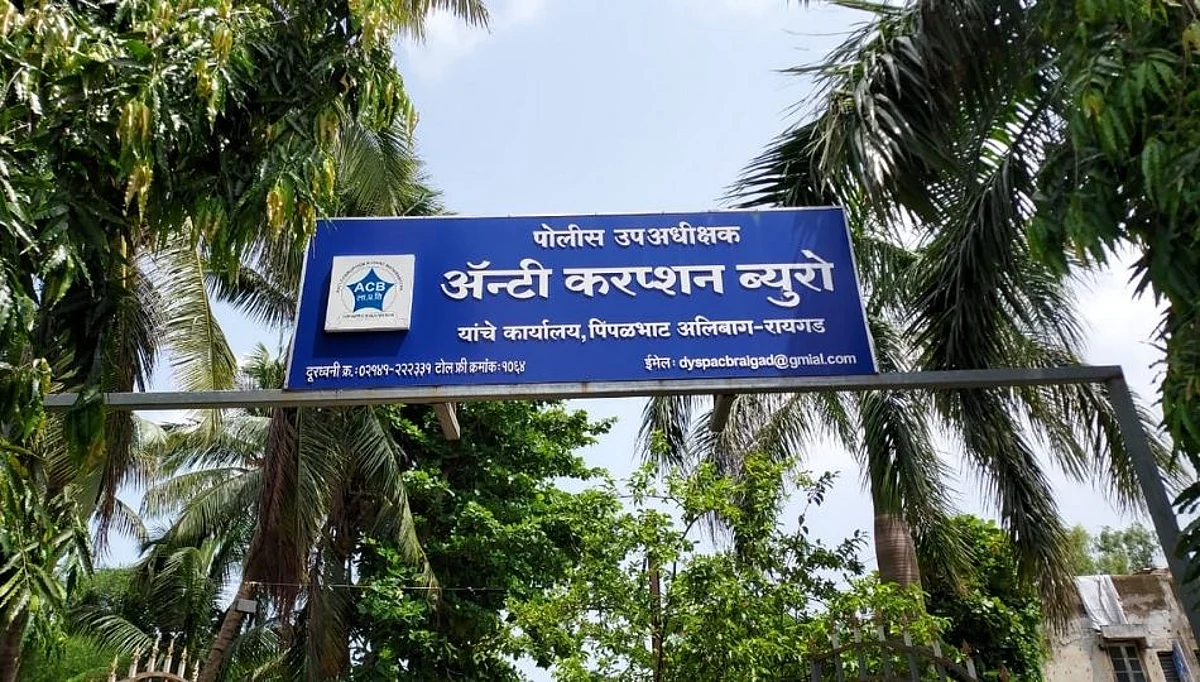 पोलीस उपअधीक्षक
ॲन्टी करप्शन ब्युरो
यांचे कार्यालय, पिंपळभाट अलिबाग-रायगड
दूरध्वनी क्र.: ०२१४१-२२२३३१ टोल फ्री क्रमांक: १०६४
ईमेल: dyspacbraigad@gmial.com
ACB
ला.प्र.वि